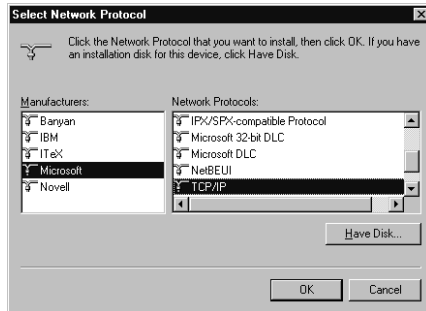 Select Network Protocol
Click the Network Protocol that you want to install, then click OK. If you have
an installation disk for this device, click Have Disk.
Manufacturers:
Banyan
IBM
ITeX
Microsoft
Novell
Network Protocols:
IPX/SPX-compatible Protocol
Microsoft 32-bit DLC
Microsoft DLC
NetBEUI
TCP/IP
Have Disk...
OK
Cancel